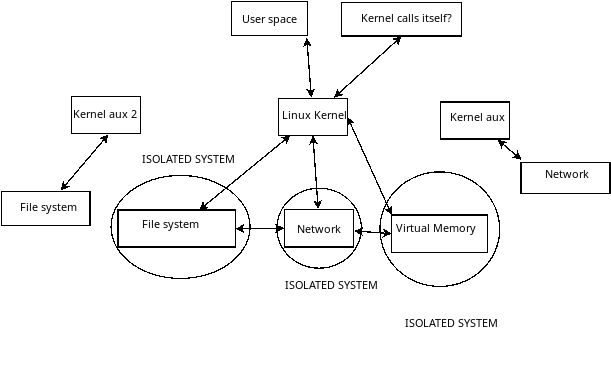 User space
Kernel calls itself?
Kernel aux 2
Linux Kernel
Kernel aux
ISOLATED SYSTEM
Network
File system
File system
Network
Virtual Memory
ISOLATED SYSTEM
ISOLATED SYSTEM